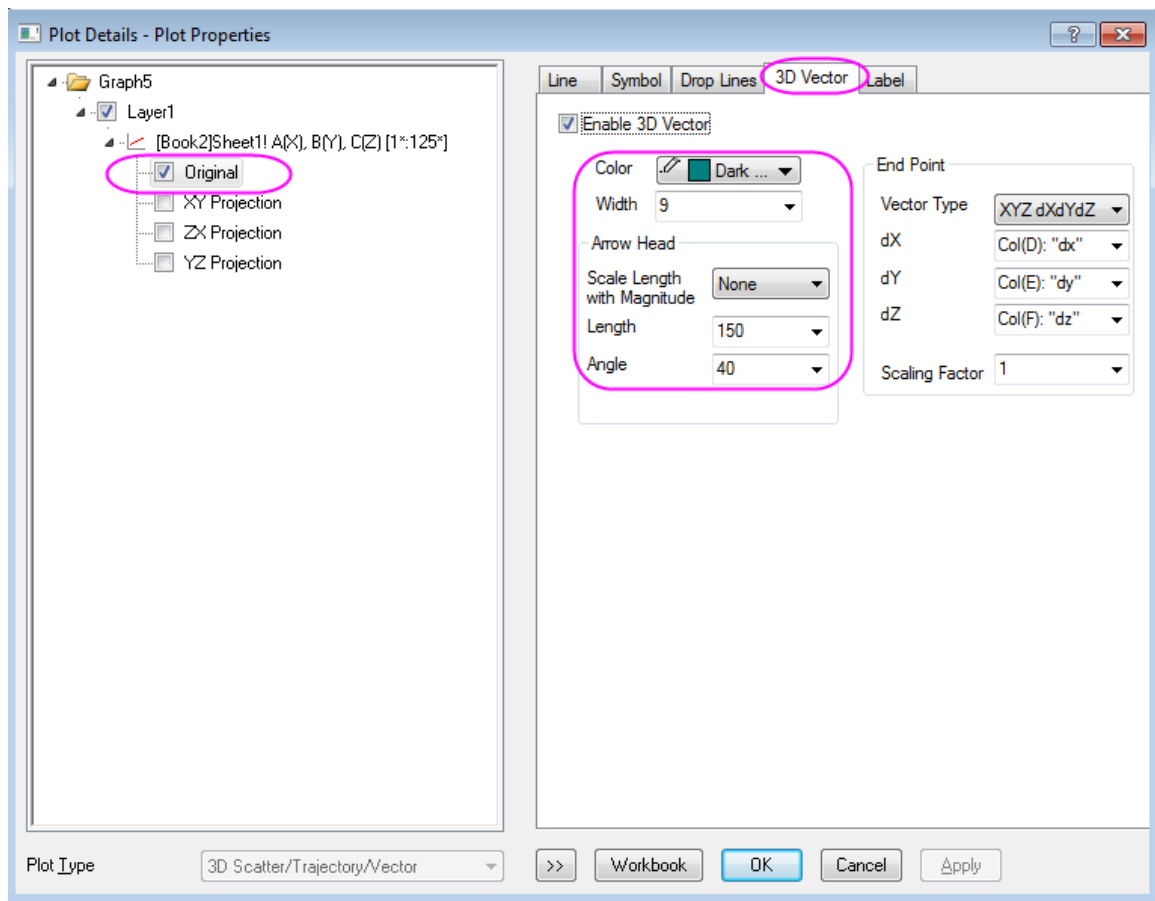 Plot Details - Plot Properties
Graph5
Layer1
[Book2]Sheet1! A(X), B(Y), C(Z) [1*:125*]
Original
XY Projection
ZX Projection
YZ Projection
Line Symbol Drop Lines 3D Vector Label
Enable 3D Vector
Color Dark ...
Width 9
Arrow Head
Scale Length
with Magnitude None
Length 150
Angle 40
End Point
Vector Type XYZ dXdYdZ
dX Col(D): "dx"
dY Col(E): "dy"
dZ Col(F): "dz"
Scaling Factor 1
Plot Type 3D Scatter/Trajectory/Vector >> Workbook OK Cancel Apply